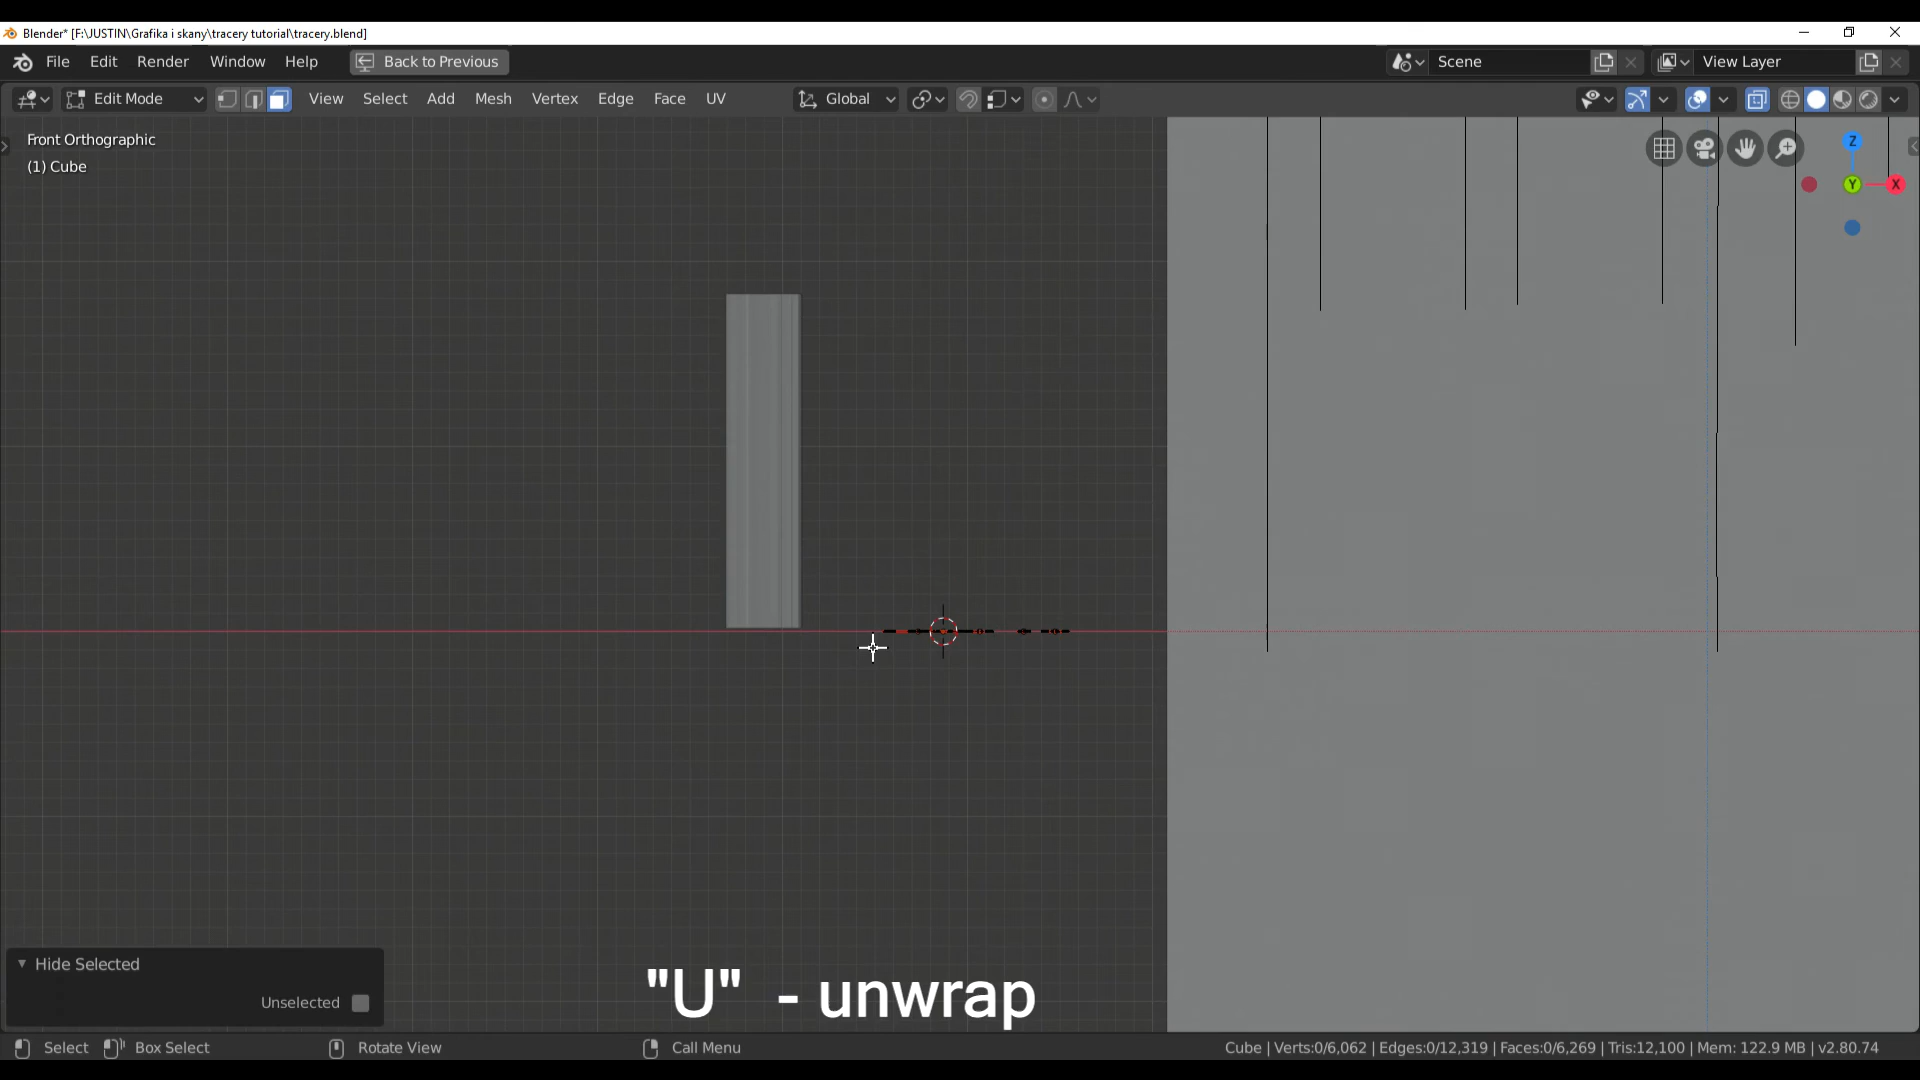 Blender* [F:\JUSTIN\Grafika i skany\tracery tutorial\tracery.blend]
File Edit Render Window Help Back to Previous Scene View Layer
Edit Mode View Select Add Mesh Vertex Edge Face UV Global
Front Orthographic
(1) Cube
Z
Y
X
Hide Selected
Unselected
"U" - unwrap
Select Box Select Rotate View Call Menu Cube | Verts:0/6,062 | Edges:0/12,319 | Faces:0/6,269 | Tris:12,100 | Mem: 122.9 MB | v2.80.74